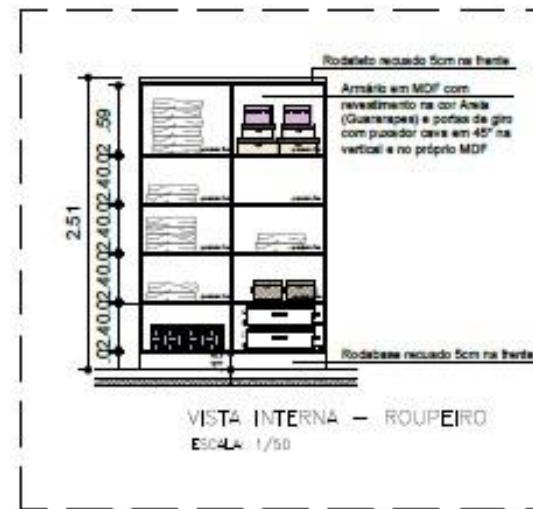 Rodateto recuado 5cm na frente
Armário em MDF com
revestimento na cor Areia
(Guararapes) e portas de giro
com puxador cava em 45° na
vertical e no próprio MDF
.59
2.51
.02
.40
.02
.40
.02
.40
.02
.40
.02
.15
Rodabase recuado 5cm na frente
VISTA INTERNA - ROUPEIRO
ESCALA: 1/50